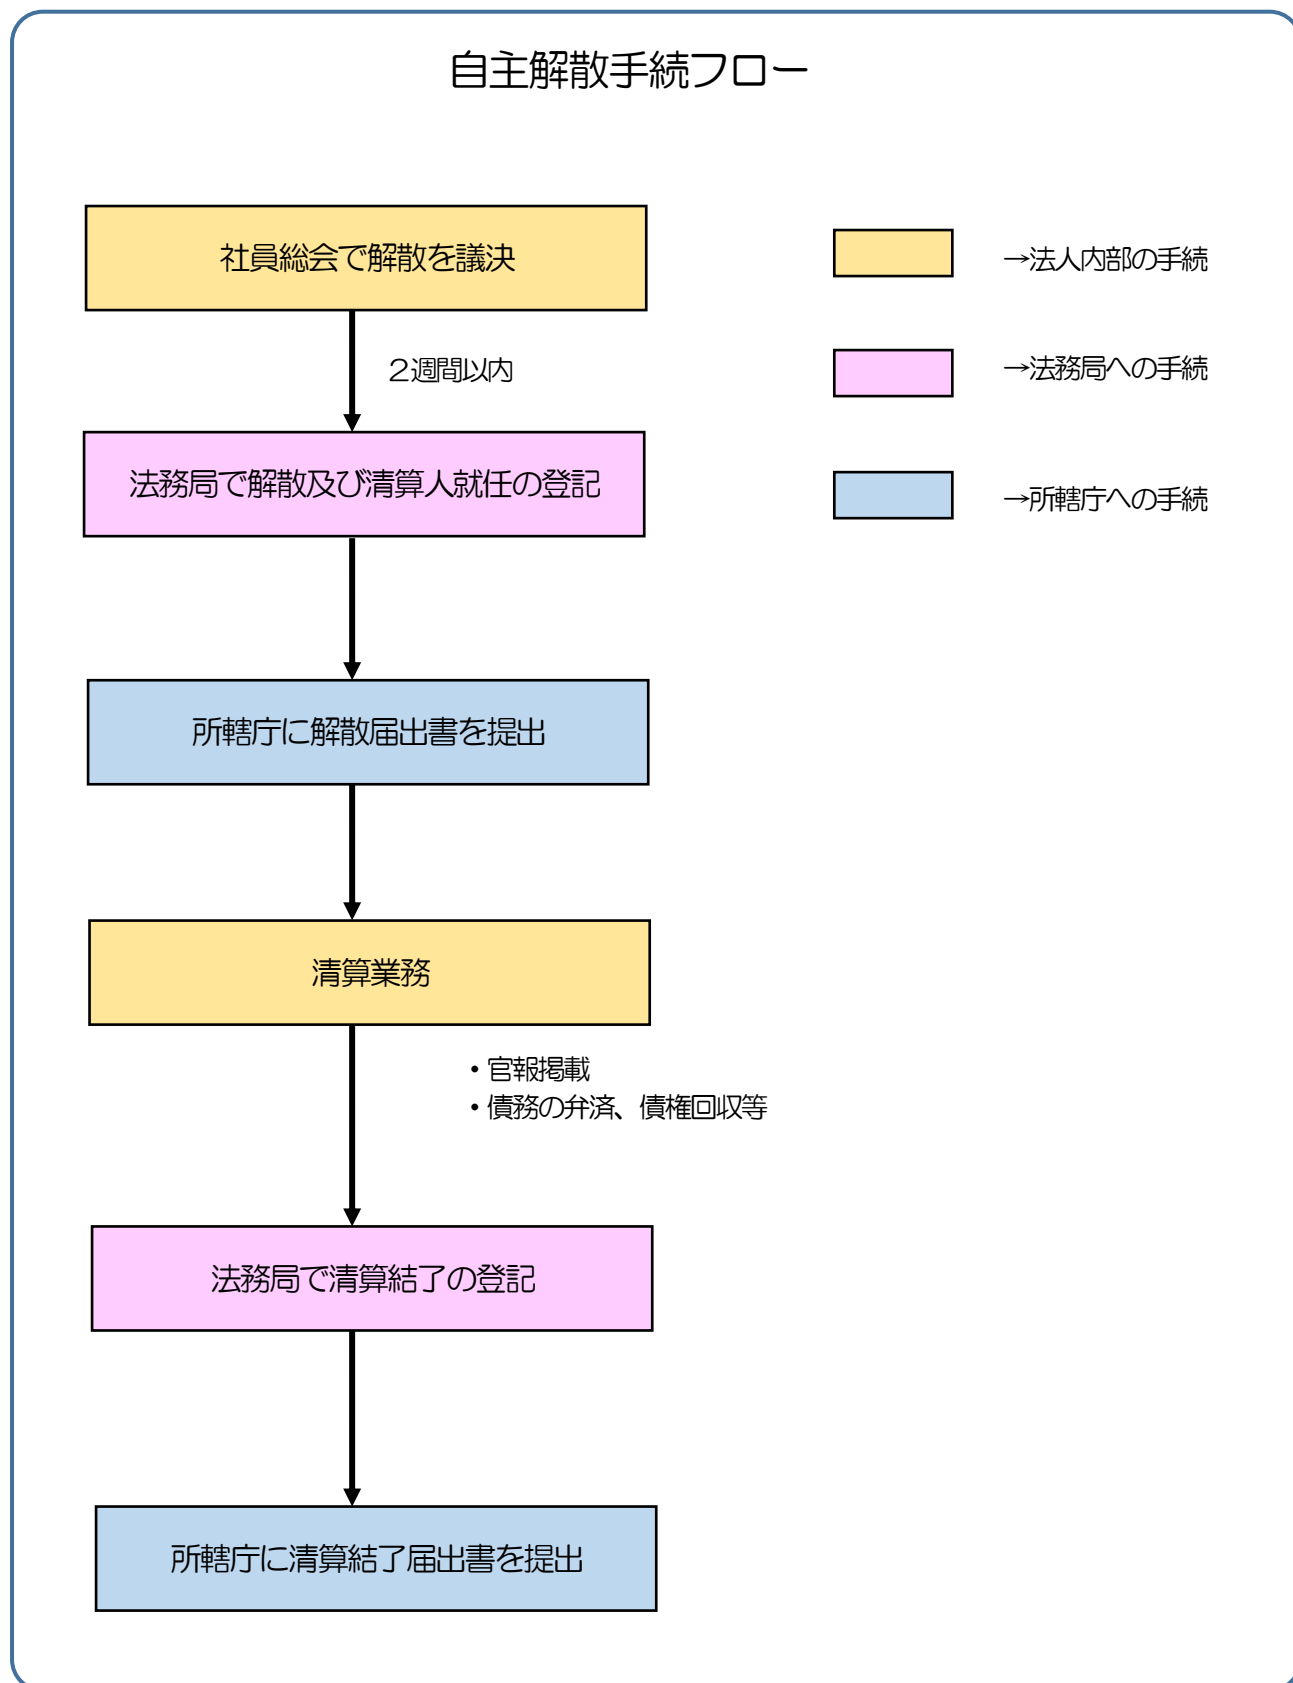 自主解散手続フロー
社員総会で解散を議決
→法人内部の手続
２週間以内
→法務局への手続
法務局で解散及び清算人就任の登記
→所轄庁への手続
所轄庁に解散届出書を提出
清算業務
・官報掲載
・債務の弁済、債権回収等
法務局で清算結了の登記
所轄庁に清算結了届出書を提出